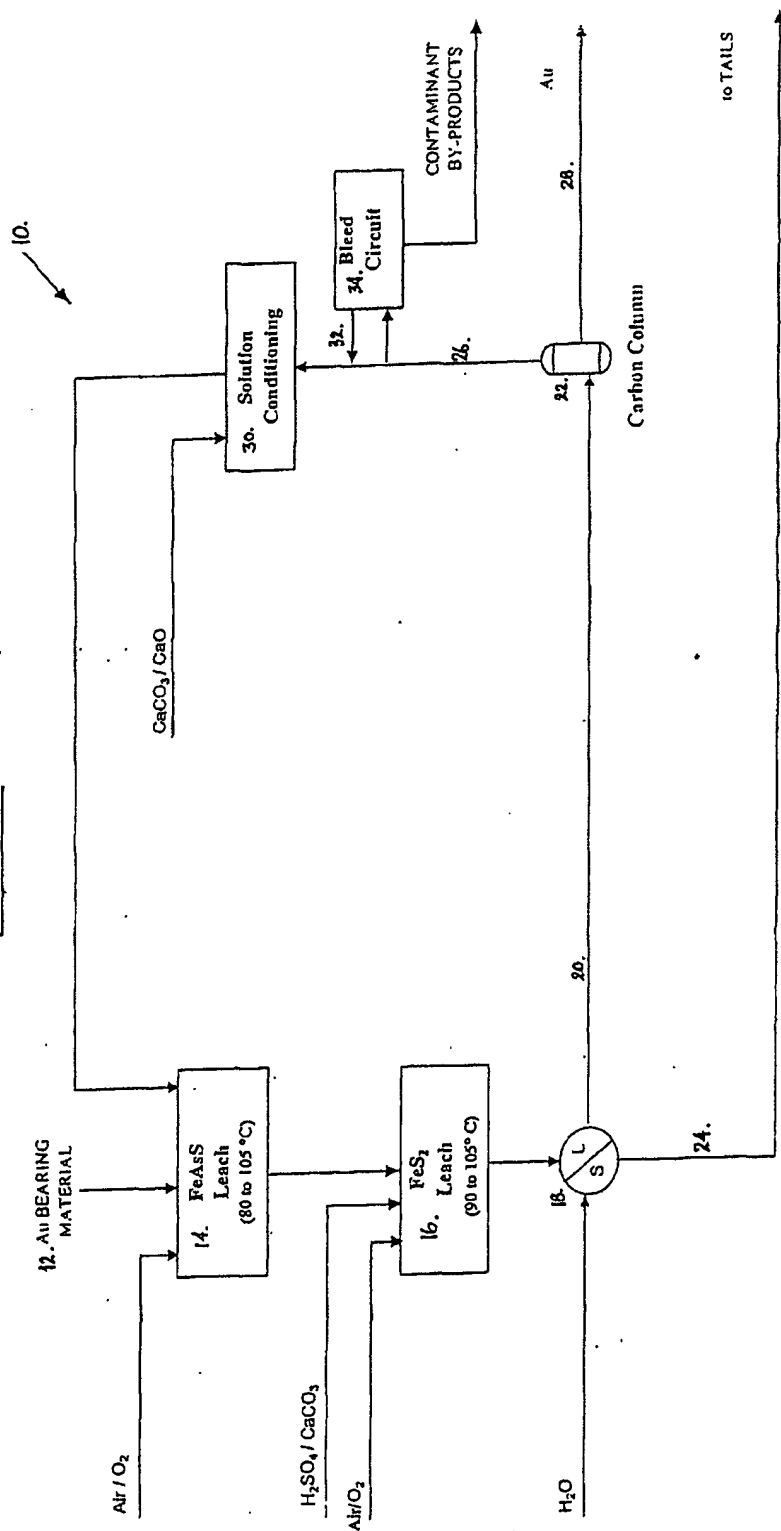 10.
12. Au BEARING
MATERIAL
Air / O₂
14. FeAsS
Leach
(80 to 105°C)
H₂SO₄ / CaCO₃
Air/O₂
16. FeS₂
Leach
(90 to 105°C)
H₂O
18.
L
S
20.
24.
CaCO₃ / CaO
30. Solution
Conditioning
32.
34. Bleed
Circuit
CONTAMINANT
BY-PRODUCTS
26.
22.
Carbon Column
28.
Au
to TAILS